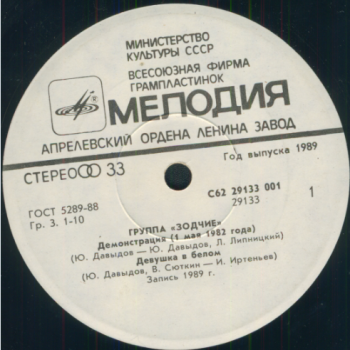 МИНИСТЕРСТВО
КУЛЬТУРЫ СССР
ВСЕСОЮЗНАЯ ФИРМА
ГРАМПЛАСТИНОК
МЕЛОДИЯ
АПРЕЛЕВСКИЙ ОРДЕНА ЛЕНИНА ЗАВОД
СТЕРЕО 33
Год выпуска 1989
ГОСТ 5289-88
Гр. 3. 1-10
С62 29133 001
29133
1
ГРУППА «ЗОДЧИЕ»
Демонстрация (1 мая 1982 года)
(Ю. Давыдов — Ю. Давыдов, Л. Липницкий)
Девушка в белом
(Ю. Давыдов, В. Сюткин — И. Иртеньев)
Запись 1989 г.